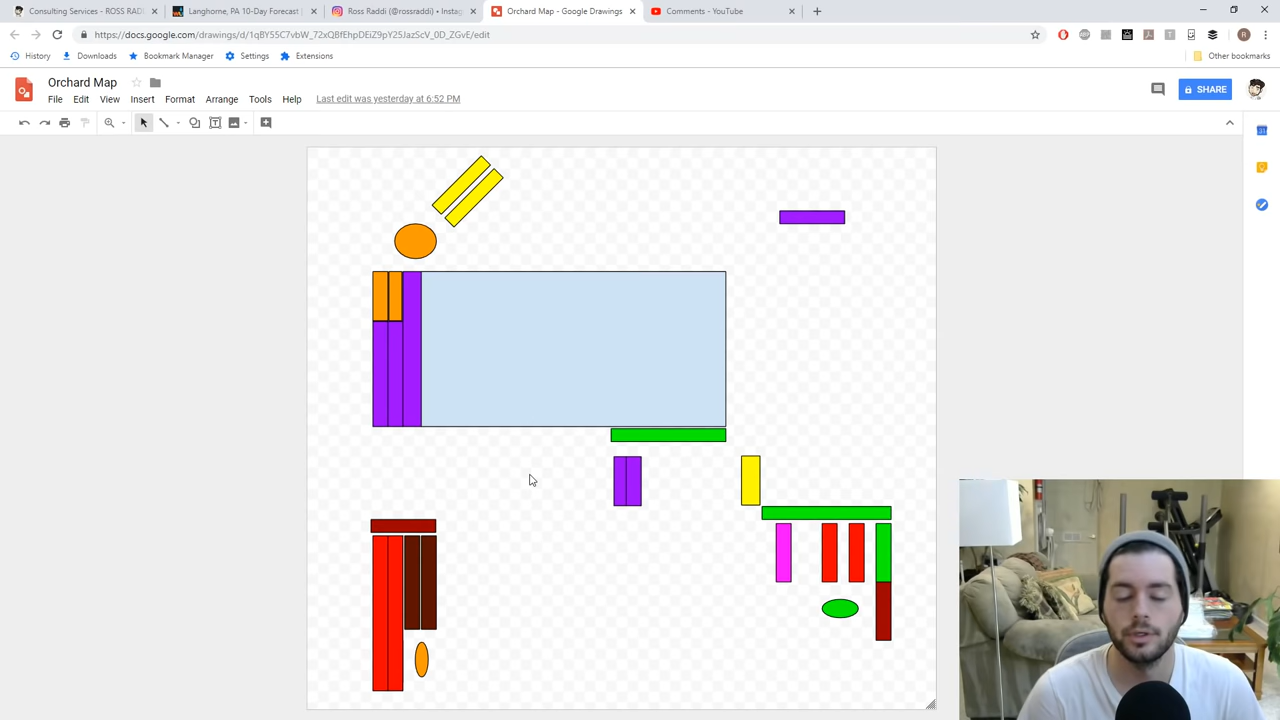 Consulting Services - ROSS RAD
Langhorne, PA 10-Day Forecast |
Ross Raddi (@rossraddi) • Instag
Orchard Map - Google Drawings
Comments - YouTube
https://docs.google.com/drawings/d/1qBY55C7vbW_72xQBfEhpDEiZ9pY25JazScV_0D_ZGvE/edit
History
Downloads
Bookmark Manager
Settings
Extensions
Other bookmarks
Orchard Map
File Edit View Insert Format Arrange Tools Help Last edit was yesterday at 6:52 PM
SHARE